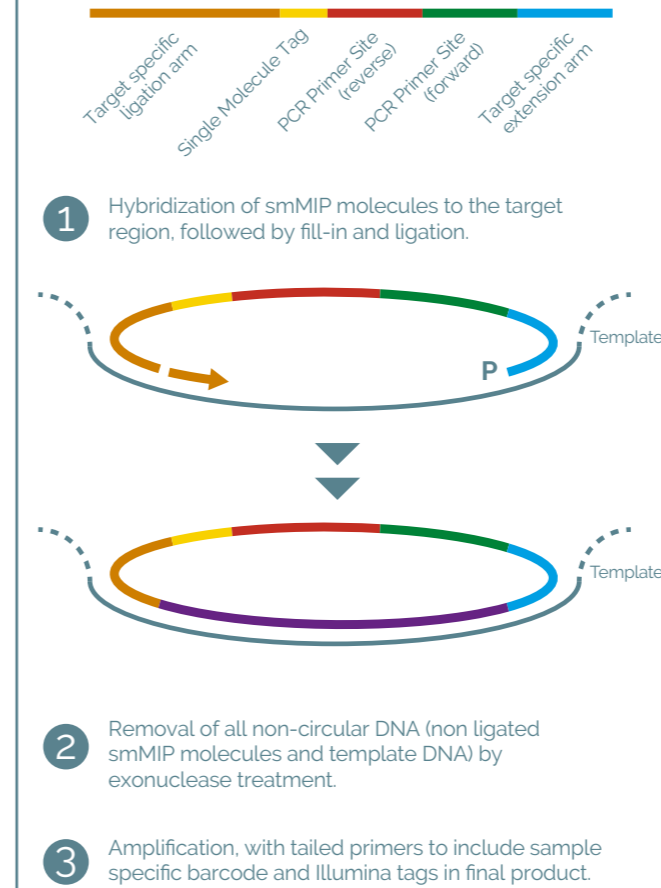 Target specific
ligation arm
Single Molecule Tag
PCR Primer Site
(reverse)
PCR Primer Site
(forward)
Target specific
extension arm
1
Hybridization of smMIP molecules to the target
region, followed by fill-in and ligation.
Template
P
Template
2
Removal of all non-circular DNA (non ligated
smMIP molecules and template DNA) by
exonuclease treatment.
3
Amplification, with tailed primers to include sample
specific barcode and Illumina tags in final product.